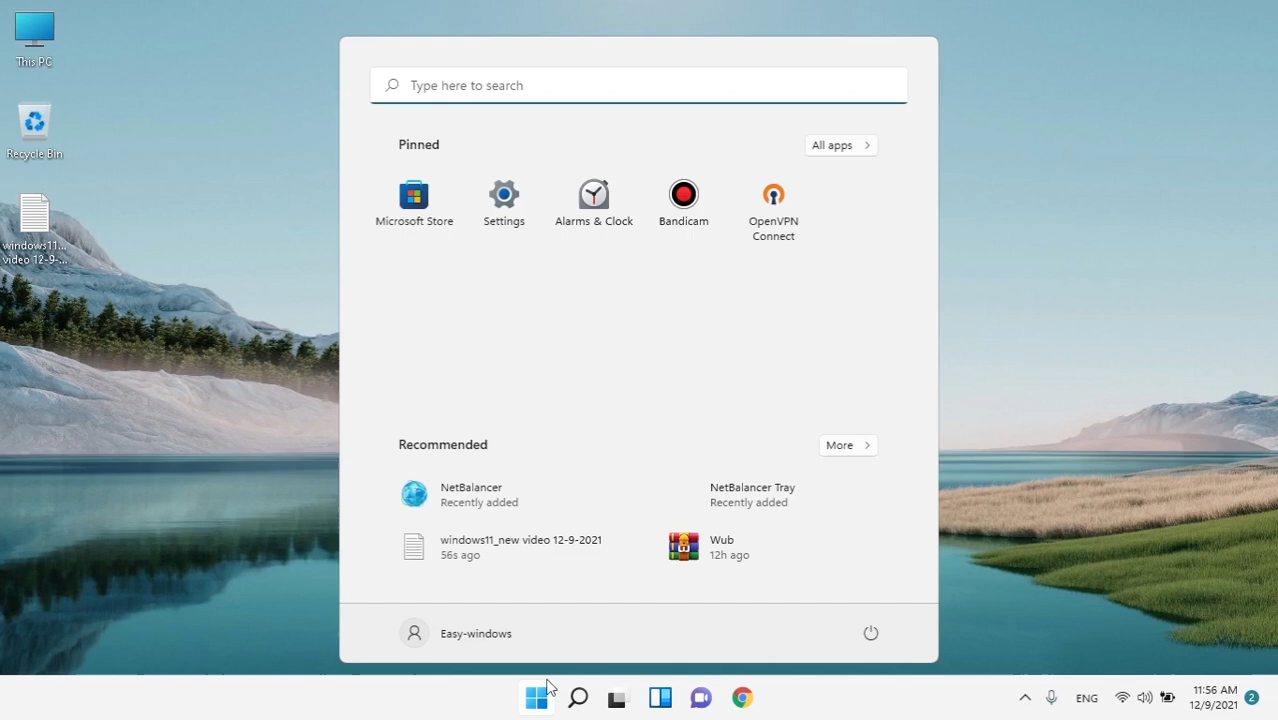 This PC
Recycle Bin
windows11...
video 12-9-...
Type here to search
Pinned
All apps
Microsoft Store
Settings
Alarms & Clock
Bandicam
OpenVPN
Connect
Recommended
More
NetBalancer
Recently added
NetBalancer Tray
Recently added
windows11_new video 12-9-2021
56s ago
Wub
12h ago
Easy-windows
ENG
11:56 AM
12/9/2021
2